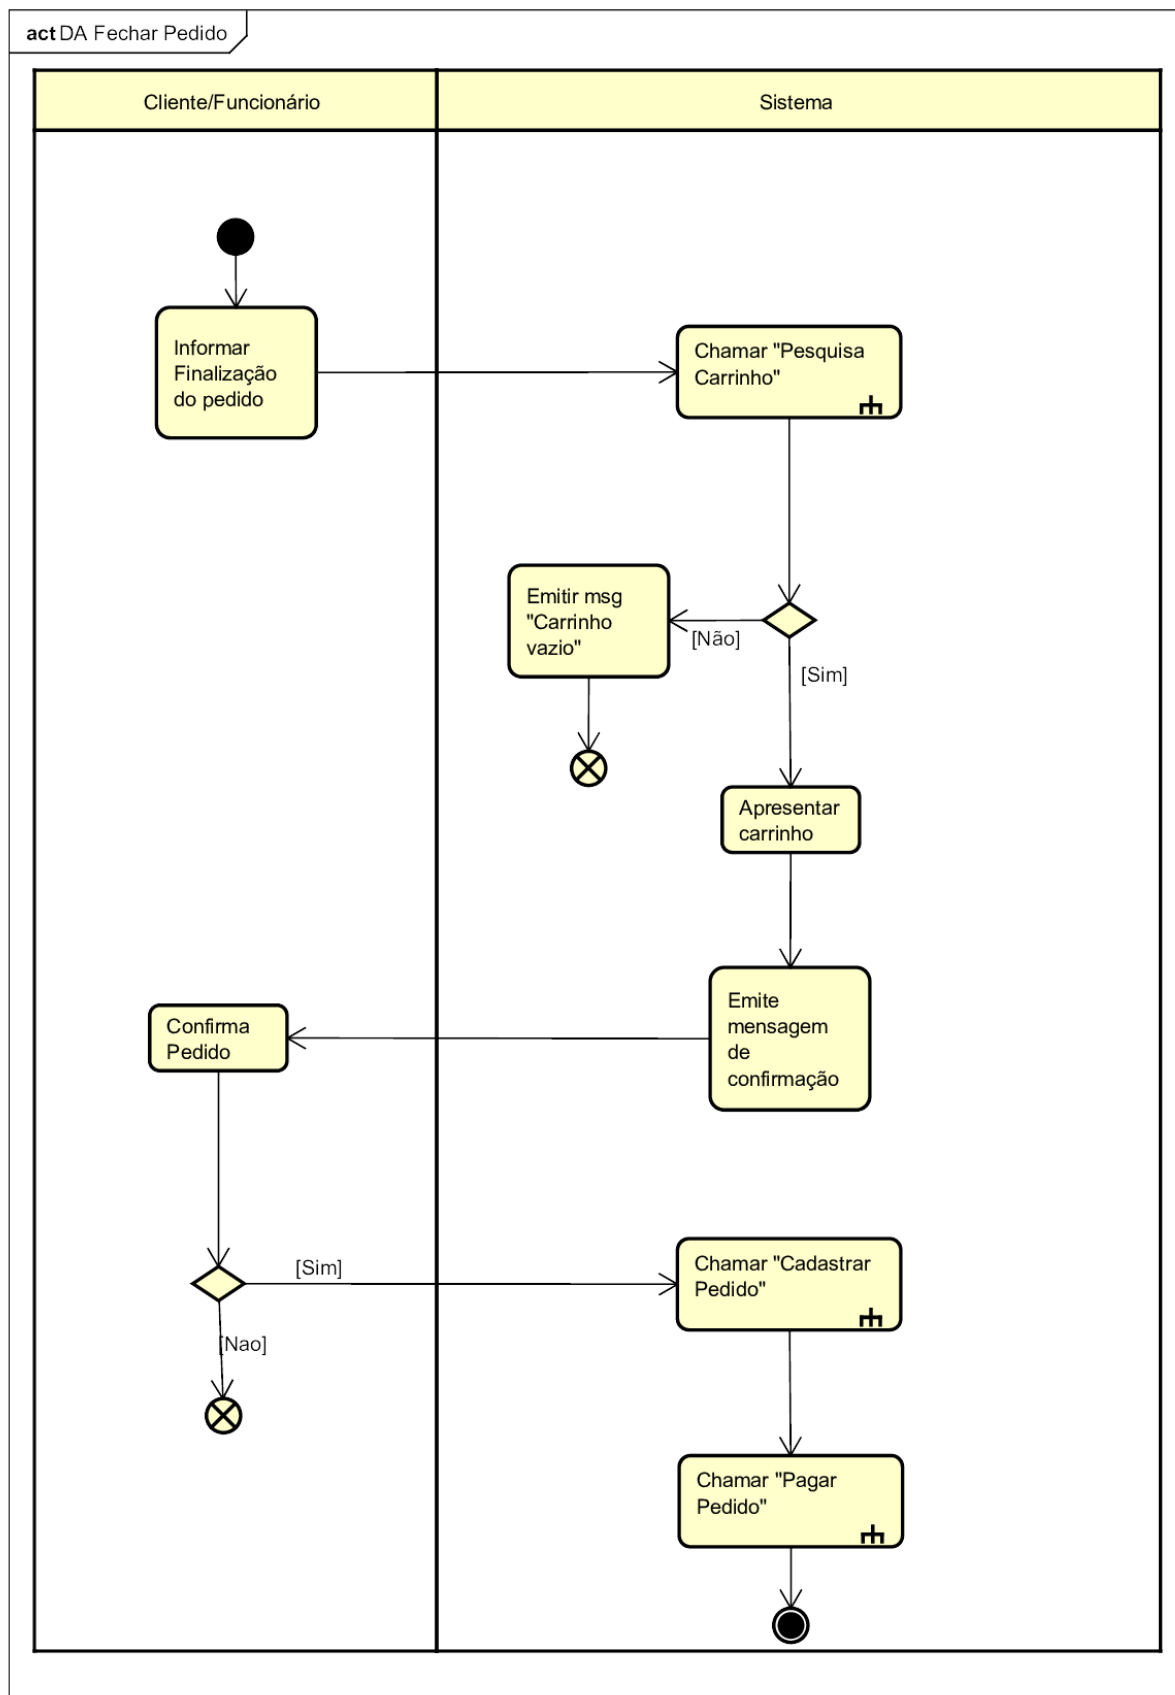 act DA Fechar Pedido
Cliente/Funcionário
Sistema
Informar
Finalização
do pedido
Chamar "Pesquisa
Carrinho"
Emitir msg
"Carrinho
vazio"
[Não]
[Sim]
Apresentar
carrinho
Emite
mensagem
de
confirmação
Confirma
Pedido
[Sim]
[Nao]
Chamar "Cadastrar
Pedido"
Chamar "Pagar
Pedido"